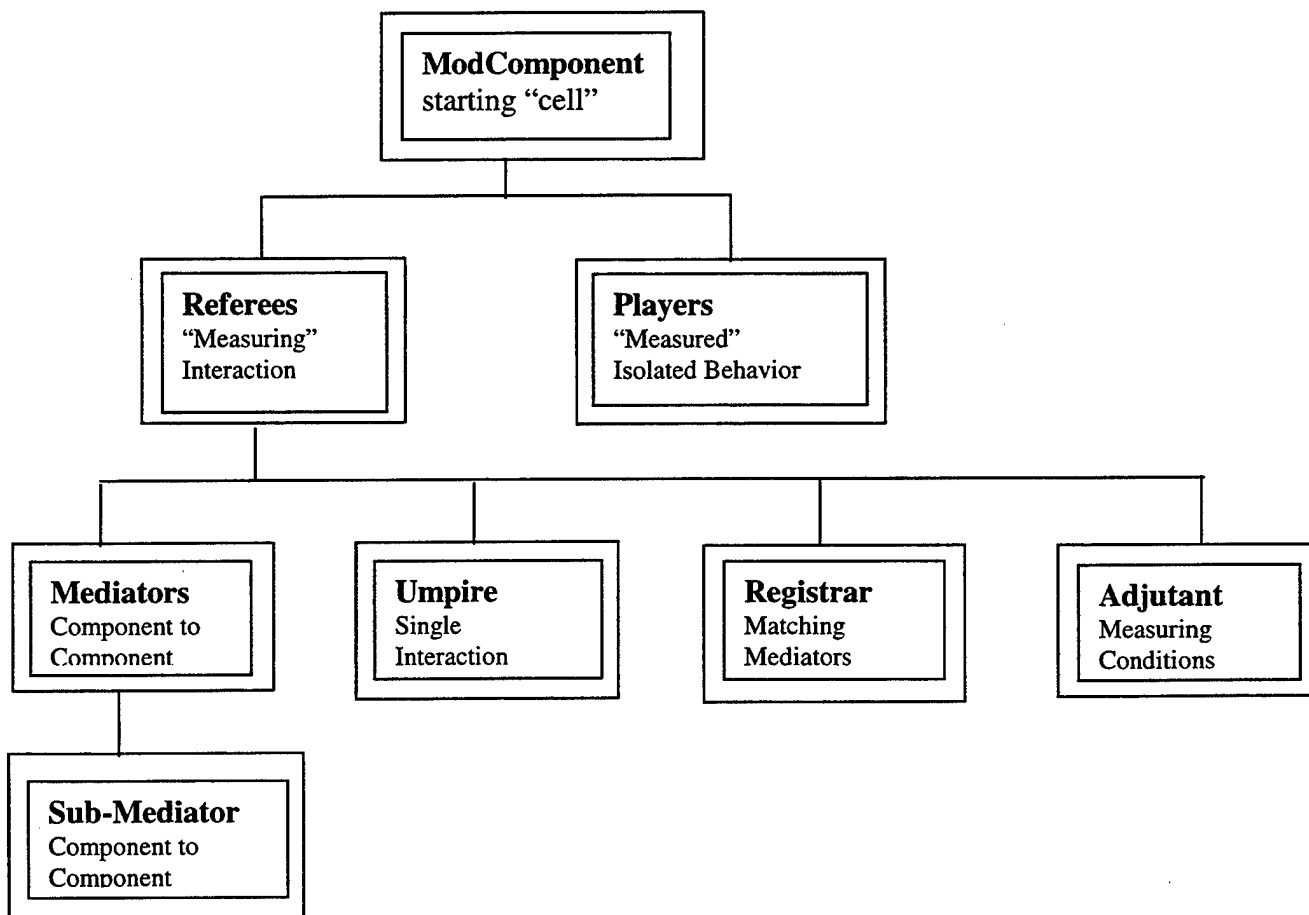 ModComponent
starting “cell”
Referees
“Measuring”
Interaction
Players
“Measured”
Isolated Behavior
Mediators
Component to
Component
Umpire
Single
Interaction
Registrar
Matching
Mediators
Adjutant
Measuring
Conditions
Sub-Mediator
Component to
Component